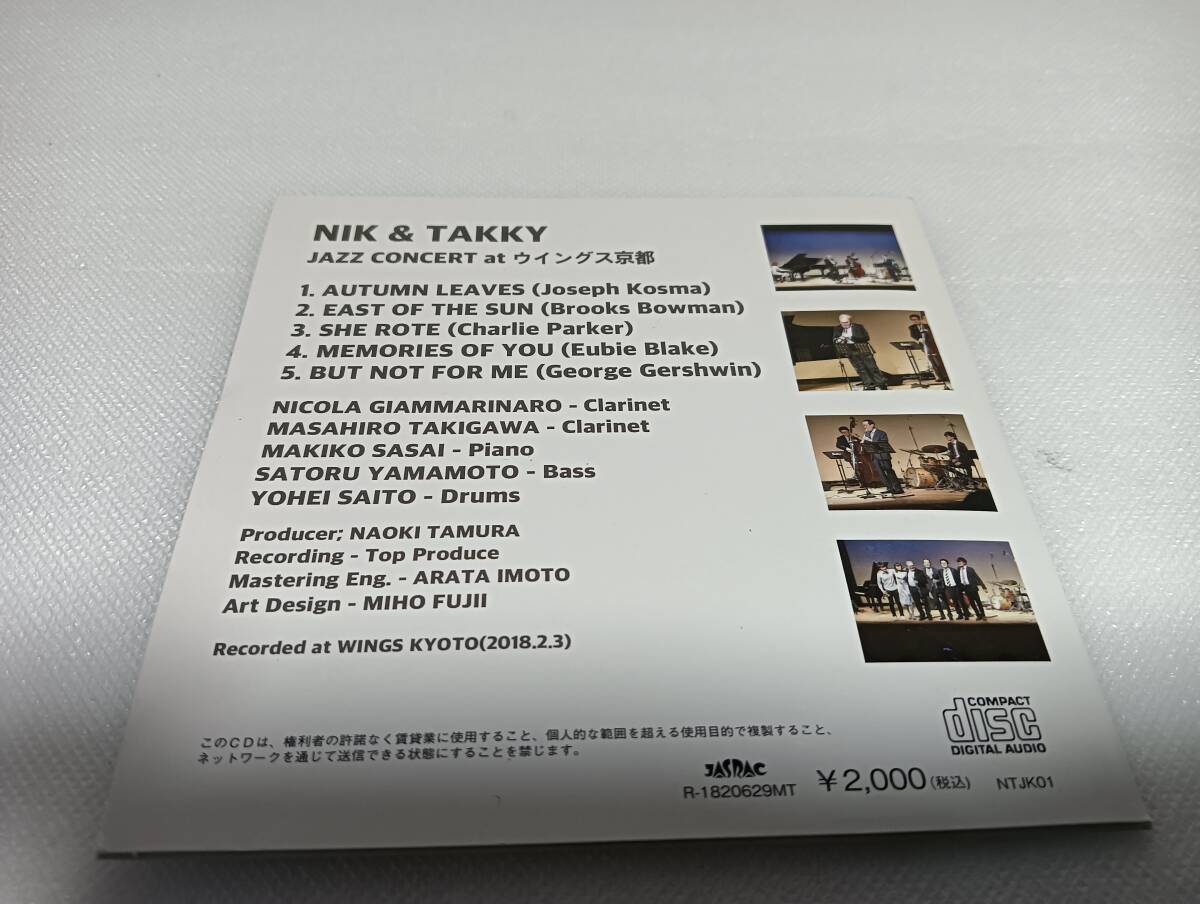 NIK & TAKKY
JAZZ CONCERT at ウイングス京都
1. AUTUMN LEAVES (Joseph Kosma)
2. EAST OF THE SUN (Brooks Bowman)
3. SHE ROTE (Charlie Parker)
4. MEMORIES OF YOU (Eubie Blake)
5. BUT NOT FOR ME (George Gershwin)
NICOLA GIAMMARINARO - Clarinet
MASAHIRO TAKIGAWA - Clarinet
MAKIKO SASAI - Piano
SATORU YAMAMOTO - Bass
YOHEI SAITO - Drums
Producer; NAOKI TAMURA
Recording - Top Produce
Mastering Eng. - ARATA IMOTO
Art Design - MIHO FUJII
Recorded at WINGS KYOTO(2018.2.3)
このCDは、権利者の許諾なく賃貸業に使用すること、個人的な範囲を超える使用目的で複製すること、
ネットワークを通じて送信できる状態にすることを禁じます。
COMPACT
disc
DIGITAL AUDIO
JASRAC
R-1820629MT
¥2,000(税込)
NTJK01